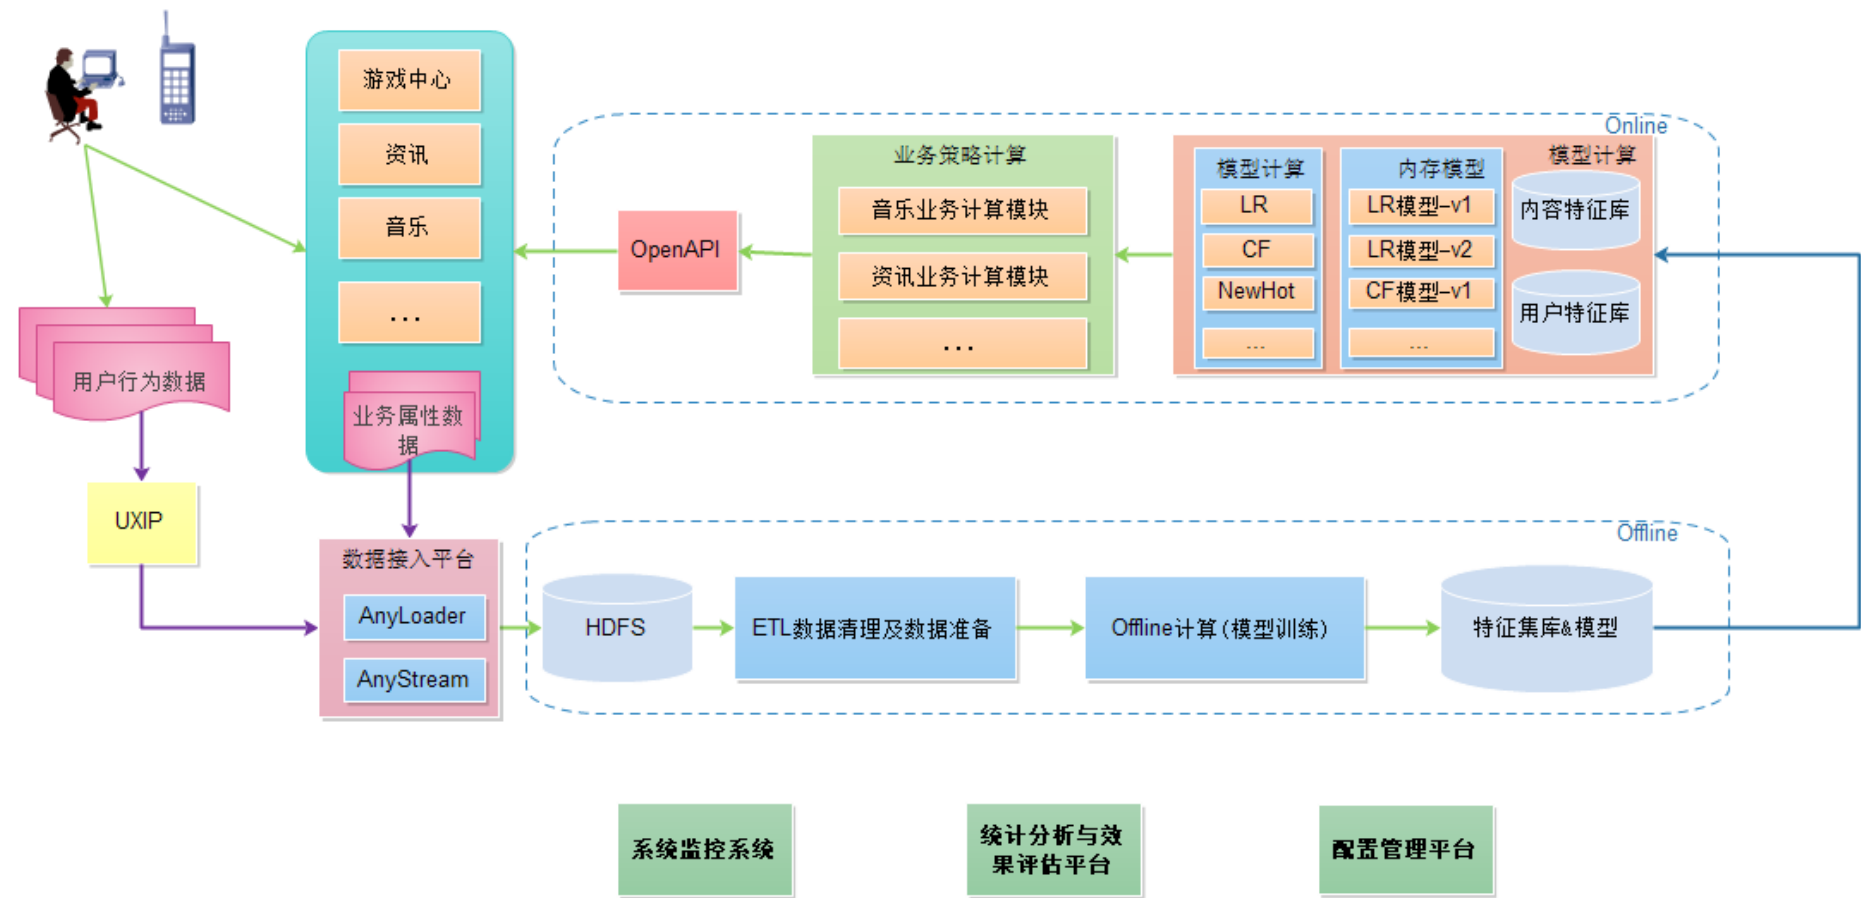 游戏中心
资讯
音乐
...
业务属性数
据
用户行为数据
UXIP
数据接入平台
AnyLoader
AnyStream
Online
OpenAPI
业务策略计算
音乐业务计算模块
资讯业务计算模块
...
模型计算
模型计算
LR
CF
NewHot
...
内存模型
LR模型–v1
LR模型–v2
CF模型–v1
...
内容特征库
用户特征库
Offline
HDFS
ETL数据清理及数据准备
Offline计算(模型训练)
特征集库&模型
系统监控系统
统计分析与效
果评估平台
配置管理平台